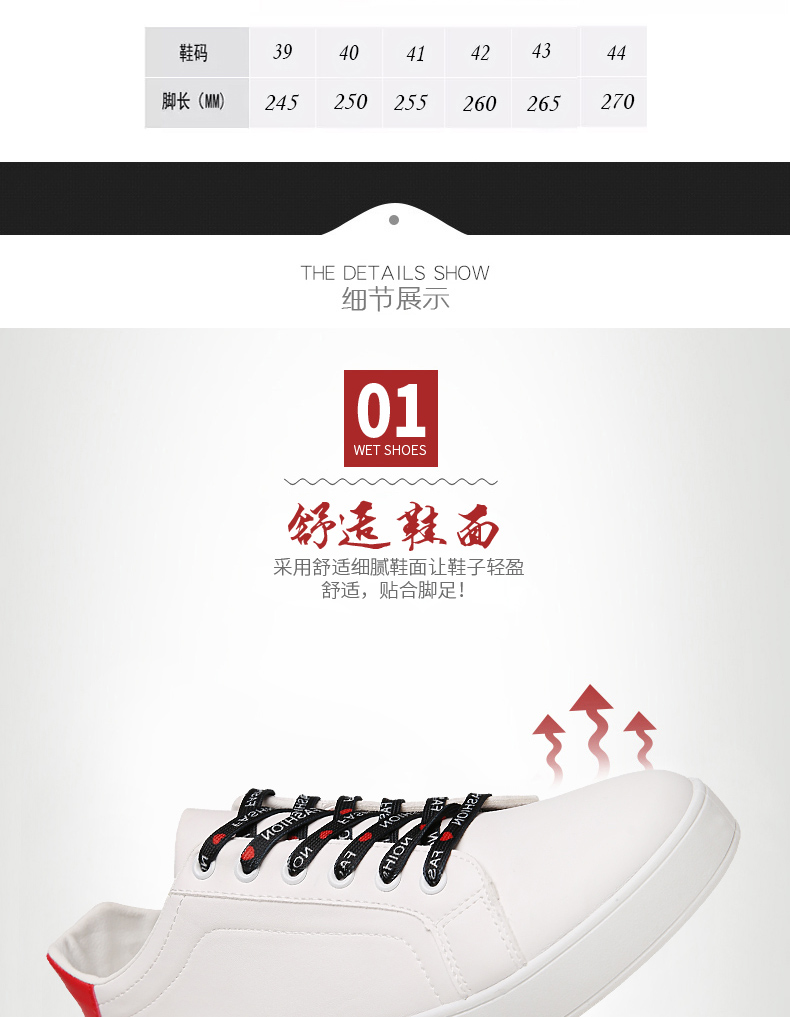 鞋码 39 40 41 42 43 44
脚长（MM） 245 250 255 260 265 270
THE DETAILS SHOW
细节展示
01
WET SHOES
舒适鞋面
采用舒适细腻鞋面让鞋子轻盈
舒适，贴合脚足！
FASHION